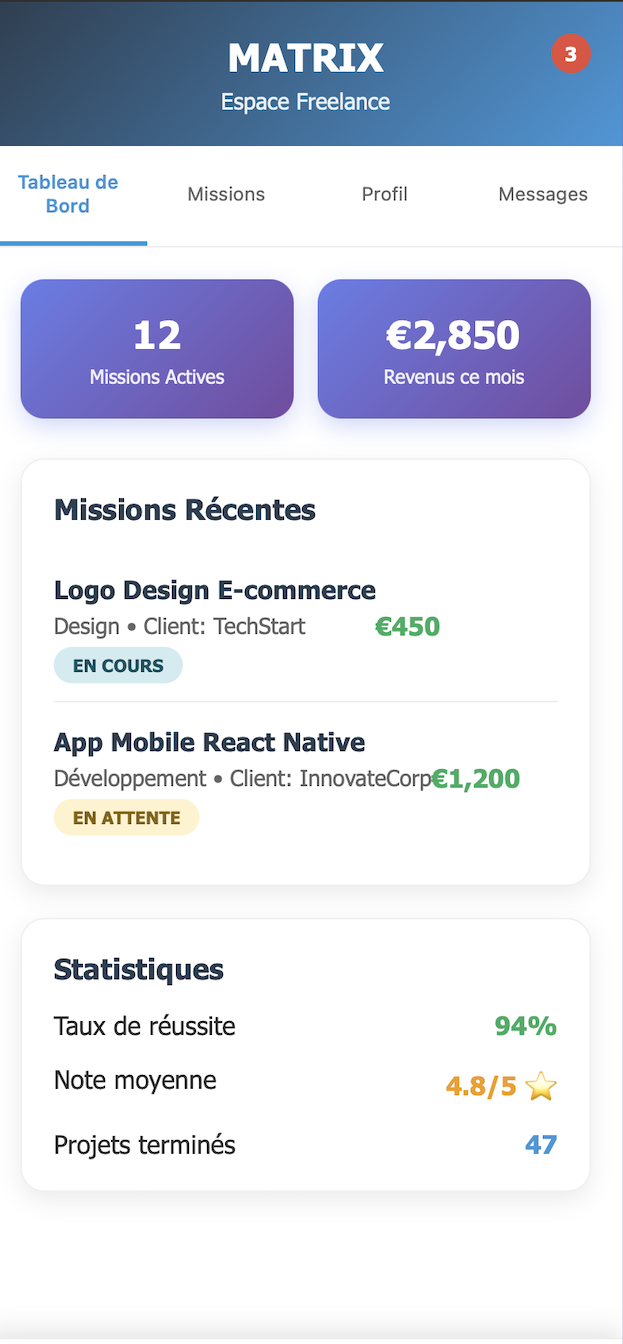 MATRIX
3
Espace Freelance
Tableau de
Bord
Missions
Profil
Messages
12
Missions Actives
€2,850
Revenus ce mois
Missions Récentes
Logo Design E-commerce
Design • Client: TechStart €450
EN COURS
App Mobile React Native
Développement • Client: InnovateCorp €1,200
EN ATTENTE
Statistiques
Taux de réussite 94%
Note moyenne 4.8/5 ⭐
Projets terminés 47